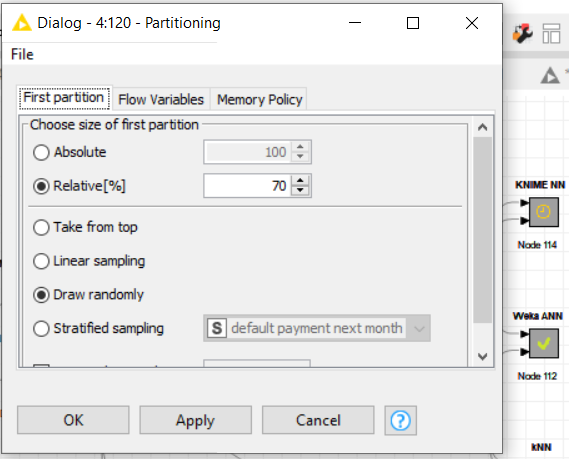 Dialog - 4:120 - Partitioning
File
First partition
Flow Variables
Memory Policy
Choose size of first partition
Absolute
100
Relative[%]
70
Take from top
Linear sampling
Draw randomly
Stratified sampling
S default payment next month
OK
Apply
Cancel
?
KNIME NN
Node 114
Weka ANN
Node 112
kNN